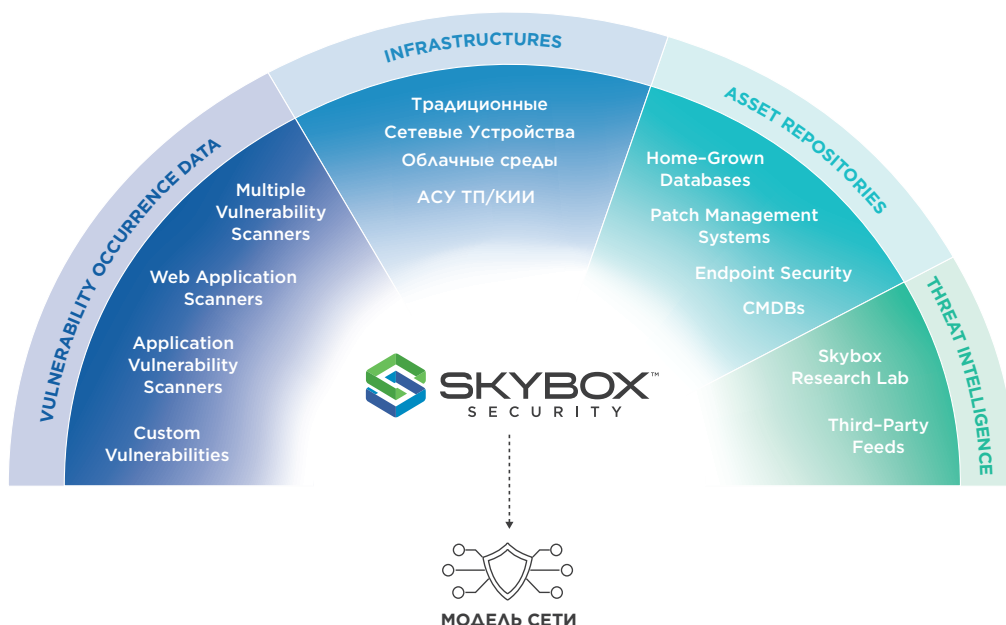 VULNERABILITY OCCURRENCE DATA
Multiple
Vulnerability
Scanners
Web Application
Scanners
Application
Vulnerability
Scanners
Custom
Vulnerabilities
INFRASTRUCTURES
Традиционные
Сетевые Устройства
Облачные среды
АСУ ТП/КИИ
ASSET REPOSITORIES
Home-Grown
Databases
Patch Management
Systems
Endpoint Security
CMDBs
THREAT INTELLIGENCE
Skybox
Research Lab
Third-Party
Feeds
SKYBOX™
SECURITY
МОДЕЛЬ СЕТИ